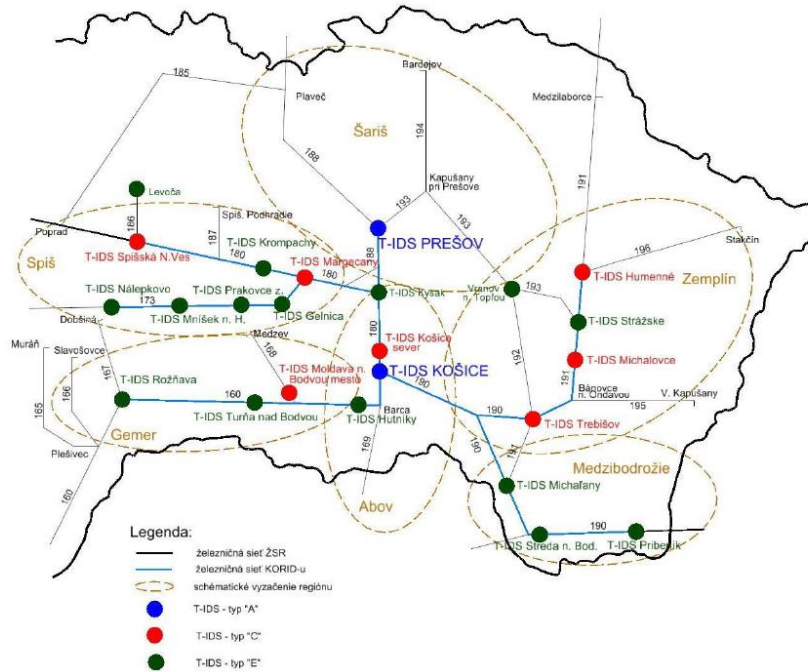 185
Plaveč
Bardejov
Medzilaborce
Šariš
194
188
191
Levoča
Kapušany
pri Prešove
193
186
Spiš. Podhradie
187
193
196
Stakčín
Poprad
T-IDS Spišská N.Ves
T-IDS Krompachy
T-IDS PREŠOV
188
Spiš
180
T-IDS Margecany
180
T-IDS Humenné
Zemplín
T-IDS Nálepkovo
T-IDS Prakovce z.
T-IDS Kyšak
Vranov
n. Topľou
193
173
T-IDS Mníšek n. H.
T-IDS Gelnica
180
T-IDS Strážske
Dobšiná
Medzev
T-IDS Košice
sever
192
Muráň
Slavošovce
168
T-IDS Moldava n.
Bodvou mesto
T-IDS KOŠICE
T-IDS Michalovce
167
T-IDS Rožňava
190
191
Bánovce
n. Ondavou
V. Kapušany
166
165
160
T-IDS Turňa nad Bodvou
Barca
T-IDS Hutníky
190
195
T-IDS Trebišov
Gemer
Plešivec
169
190
191
Medzibodrožie
160
Abov
T-IDS Michaľany
190
T-IDS Streda n. Bod.
T-IDS Pribeník
Legenda:
železničná sieť ŽSR
železničná sieť KORID-u
schématické vyzačenie regiónu
T-IDS - typ "A"
T-IDS - typ "C"
T-IDS - typ "E"